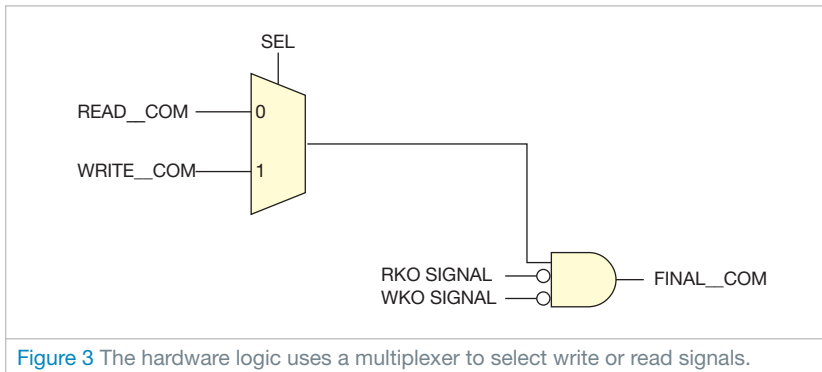 SEL
READ__COM
0
WRITE__COM
1
RKO SIGNAL
WKO SIGNAL
FINAL__COM
Figure 3 The hardware logic uses a multiplexer to select write or read signals.